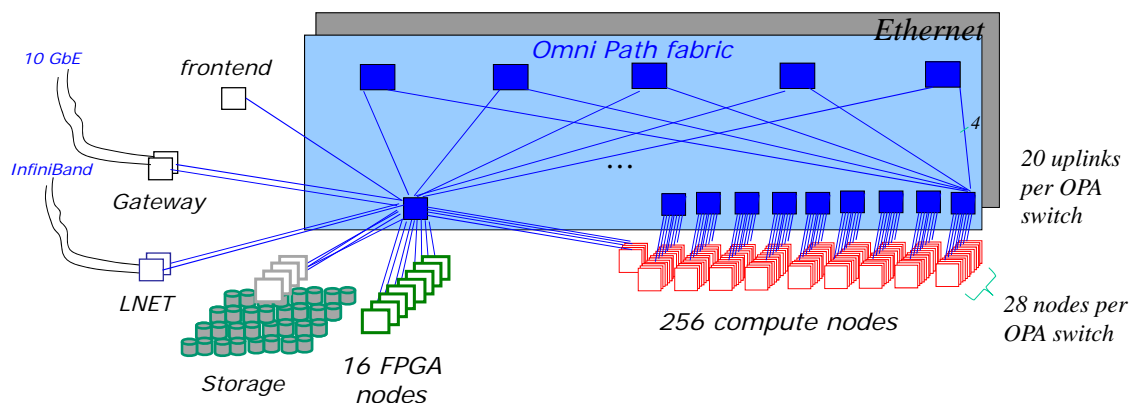 Ethernet
Omni Path fabric
10 GbE
frontend
4
...
InfiniBand
20 uplinks
per OPA
switch
Gateway
LNET
256 compute nodes
28 nodes per
OPA switch
16 FPGA
nodes
Storage